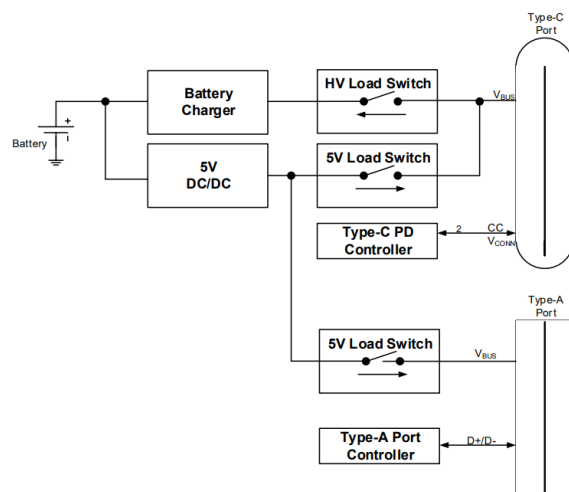 Type-C
Port
HV Load Switch
Battery
Charger
VBUS
+
-
Battery
5V
DC/DC
5V Load Switch
Type-C PD
Controller
2
CC
VCONN
Type-A
Port
5V Load Switch
VBUS
Type-A Port
Controller
D+/D-